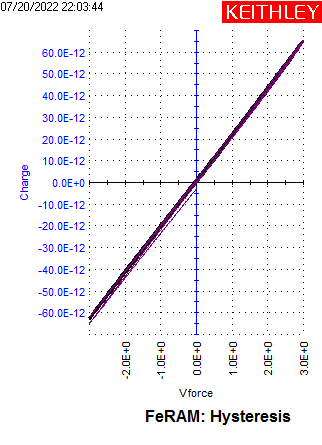 07/20/2022 22:03:44
KEITHLEY
60.0E-12
50.0E-12
40.0E-12
30.0E-12
20.0E-12
10.0E-12
0.0E+0
-10.0E-12
-20.0E-12
-30.0E-12
-40.0E-12
-50.0E-12
-60.0E-12
Charge
-2.0E+0
-1.0E+0
0.0E+0
1.0E+0
2.0E+0
3.0E+0
Vforce
FeRAM: Hysteresis